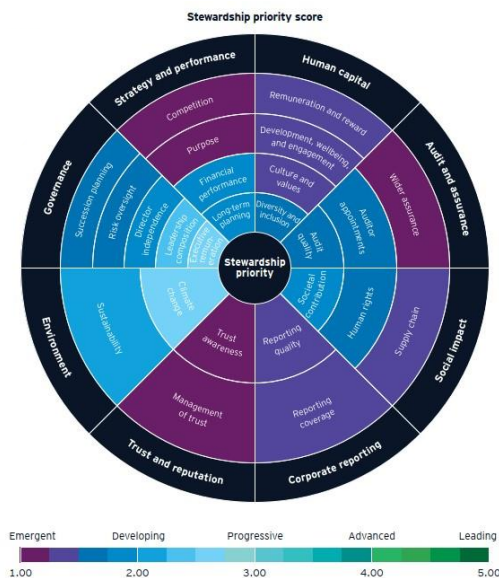 Stewardship priority score
Strategy and performance
Human capital
Governance
Audit and assurance
Environment
Social impact
Trust and reputation
Corporate reporting
Competition
Purpose
Financial
performance
Long-term
planning
Remuneration and reward
Development, wellbeing,
and engagement
Culture and
values
Diversity and
inclusion
Succession planning
Risk oversight
Director
independence
Leadership
composition
Executive
remun-
eration
Wider assurance
Auditor
appointments
Audit
quality
Stewardship
priority
Sustainability
Climate
change
Societal
contribution
Human rights
Supply chain
Trust
awareness
Management
of trust
Reporting
quality
Reporting
coverage
Emergent Developing Progressive Advanced Leading
1.00 2.00 3.00 4.00 5.00